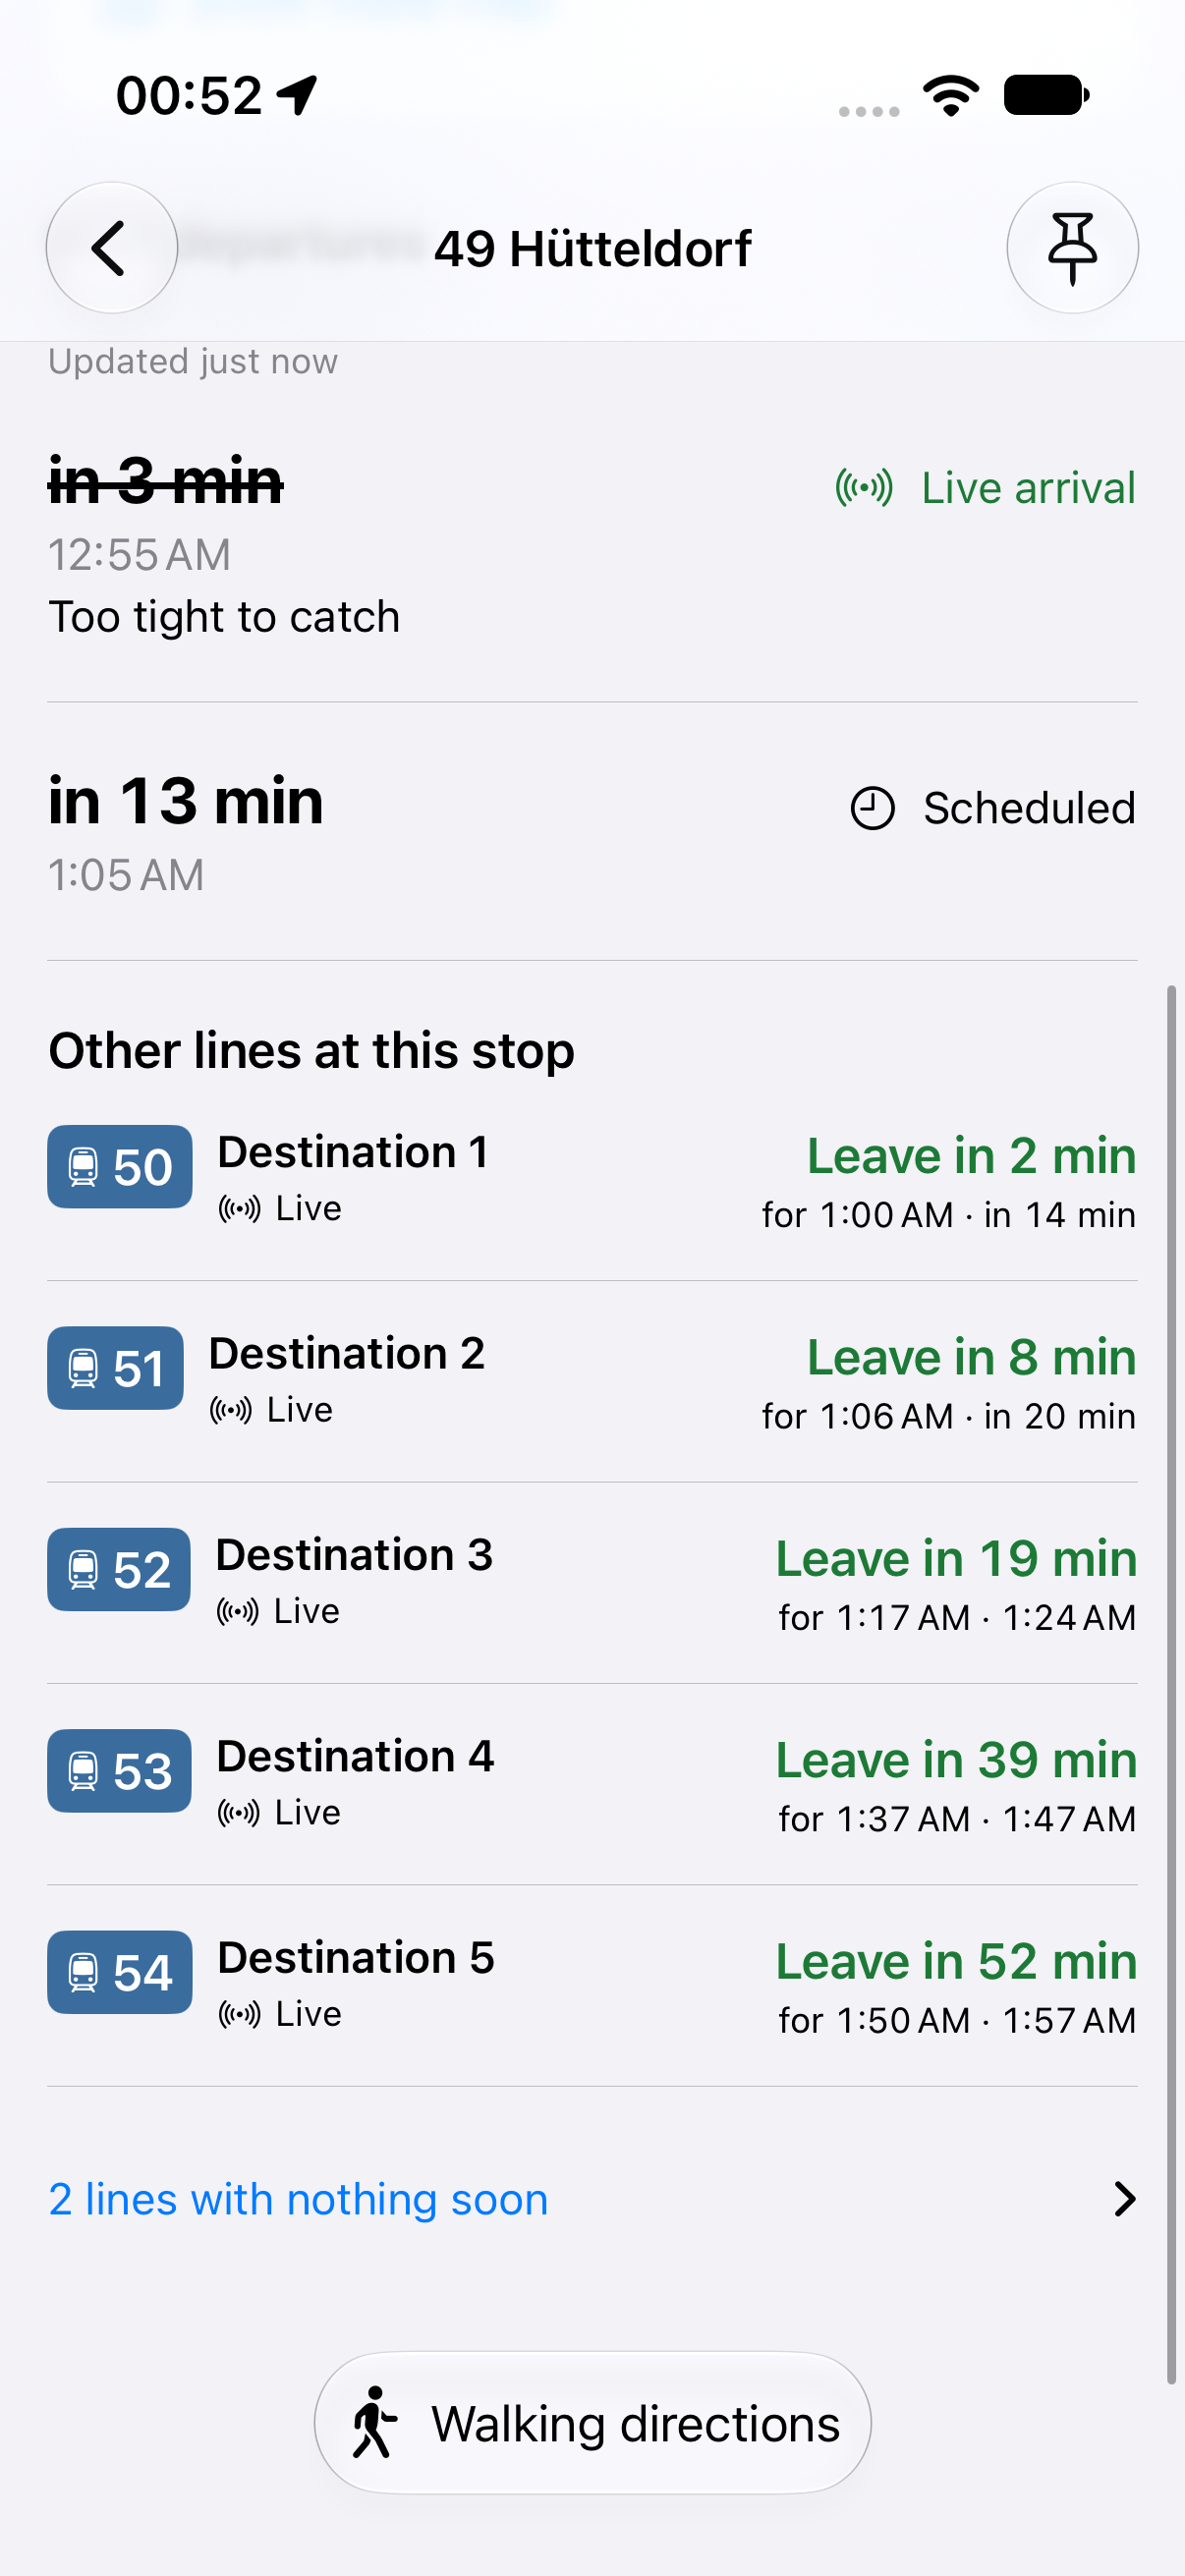 00:52
49 Hütteldorf
Updated just now
in 3 min
Live arrival
12:55 AM
Too tight to catch
in 13 min
Scheduled
1:05 AM
Other lines at this stop
50
Destination 1
Leave in 2 min
Live
for 1:00 AM · in 14 min
51
Destination 2
Leave in 8 min
Live
for 1:06 AM · in 20 min
52
Destination 3
Leave in 19 min
Live
for 1:17 AM · 1:24 AM
53
Destination 4
Leave in 39 min
Live
for 1:37 AM · 1:47 AM
54
Destination 5
Leave in 52 min
Live
for 1:50 AM · 1:57 AM
2 lines with nothing soon
Walking directions